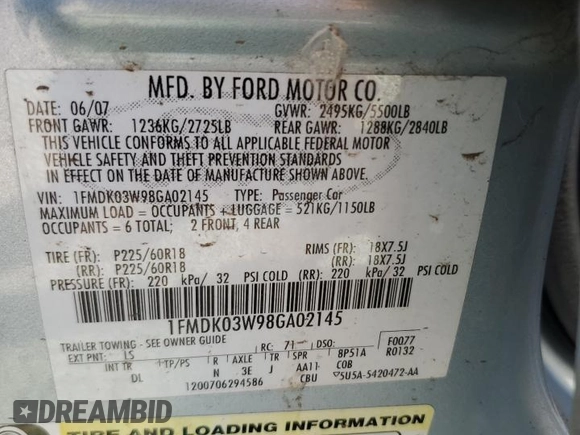 MFD. BY FORD MOTOR CO.
DATE: 06/07 GVWR: 2495KG/5500LB
FRONT GAWR: 1236KG/2725LB REAR GAWR: 1288KG/2840LB
THIS VEHICLE CONFORMS TO ALL APPLICABLE FEDERAL MOTOR
VEHICLE SAFETY AND THEFT PREVENTION STANDARDS
IN EFFECT ON THE DATE OF MANUFACTURE SHOWN ABOVE.
VIN: 1FMDK03W98GA02145 TYPE: Passenger Car
MAXIMUM LOAD = OCCUPANTS + LUGGAGE = 521KG/1150LB
OCCUPANTS = 6 TOTAL; 2 FRONT, 4 REAR
TIRE (FR): P225/60R18 RIMS (FR): 18X7.5J
(RR): P225/60R18 (RR): 18X7.5J
PRESSURE (FR): 220 kPa/ 32 PSI COLD (RR): 220 kPa/ 32 PSI COLD
1FMDK03W98GA02145
TRAILER TOWING - SEE OWNER GUIDE F0077
EXT PNT: LS RC: 71 DSO: R0132
INT TR TP/PS R AXLE TR SPR BP51A
DL N 3E J AA11 C0B
1200706294586 CBU 5U5A-5420472-AA
DREAMBID
TIRE AND LOADING INFORMATION